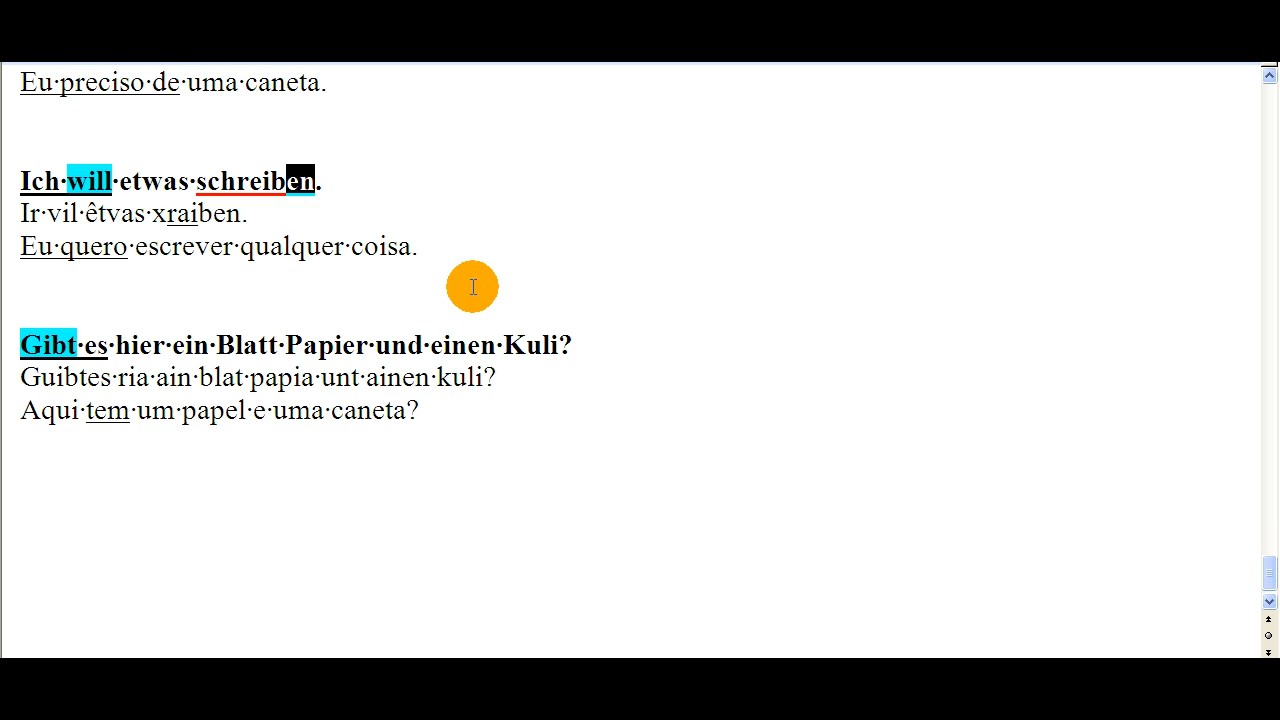 Eu·preciso·de·uma·caneta.
Ich·will·etwas·schreiben.
Ir·vil·êtvas·xraiben.
Eu·quero·escrever·qualquer·coisa.
Gibt·es·hier·ein·Blatt·Papier·und·einen·Kuli?
Guibtes·ria·ain·blat·papia·unt·ainen·kuli?
Aqui·tem·um·papel·e·uma·caneta?